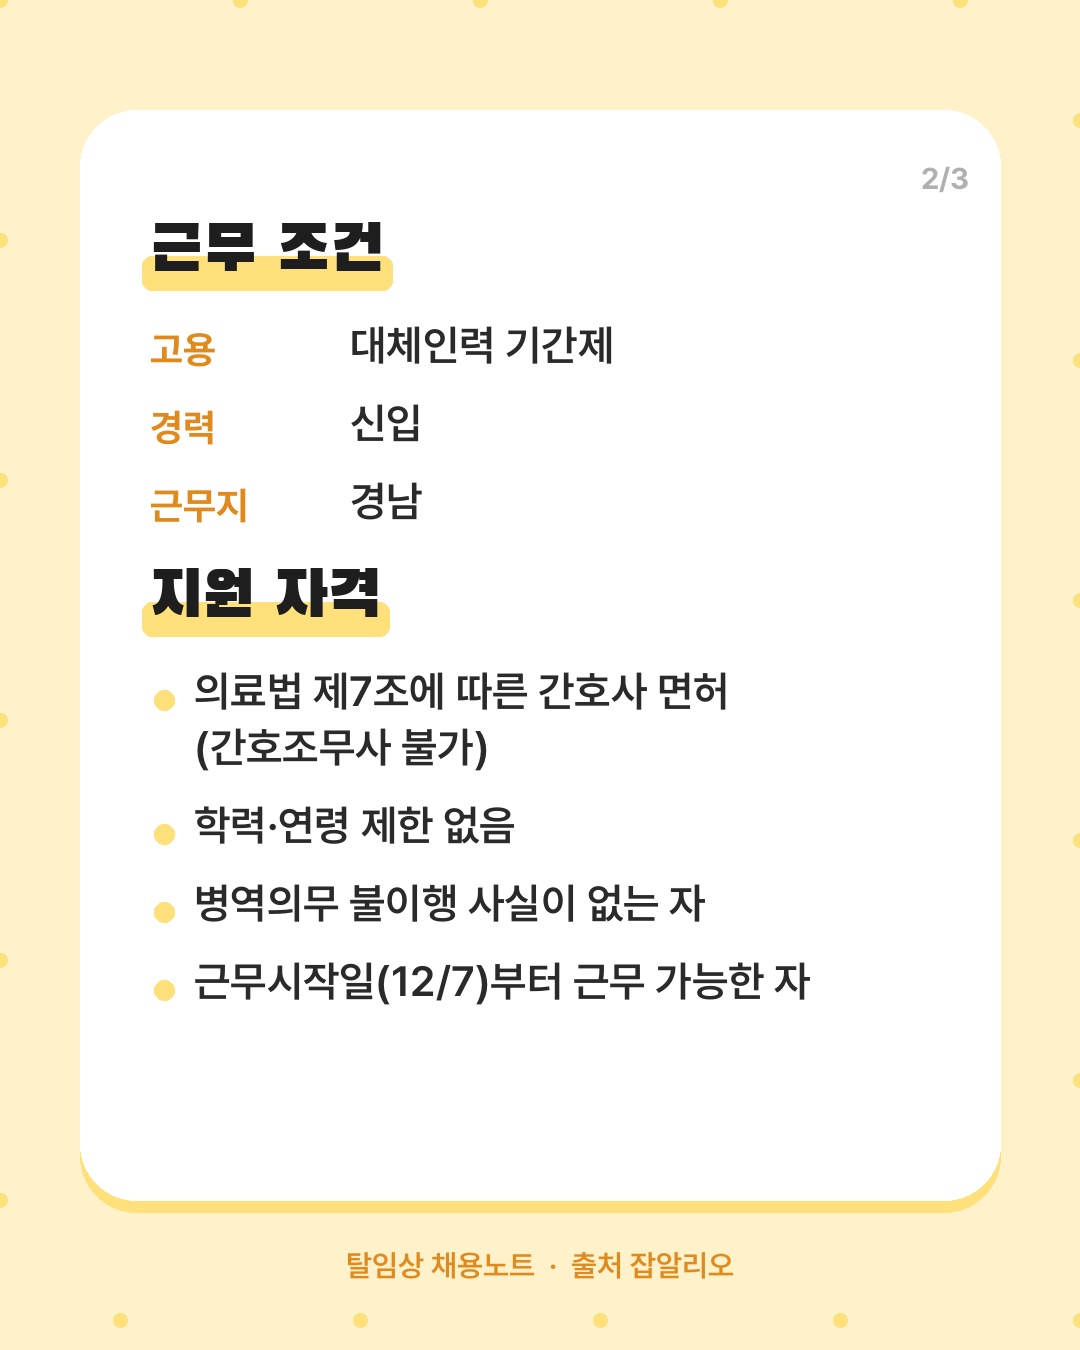 2/3
근무 조건
고용 대체인력 기간제
경력 신입
근무지 경남
지원 자격
의료법 제7조에 따른 간호사 면허
(간호조무사 불가)
학력·연령 제한 없음
병역의무 불이행 사실이 없는 자
근무시작일(12/7)부터 근무 가능한 자
탈임상 채용노트 · 출처 잡알리오